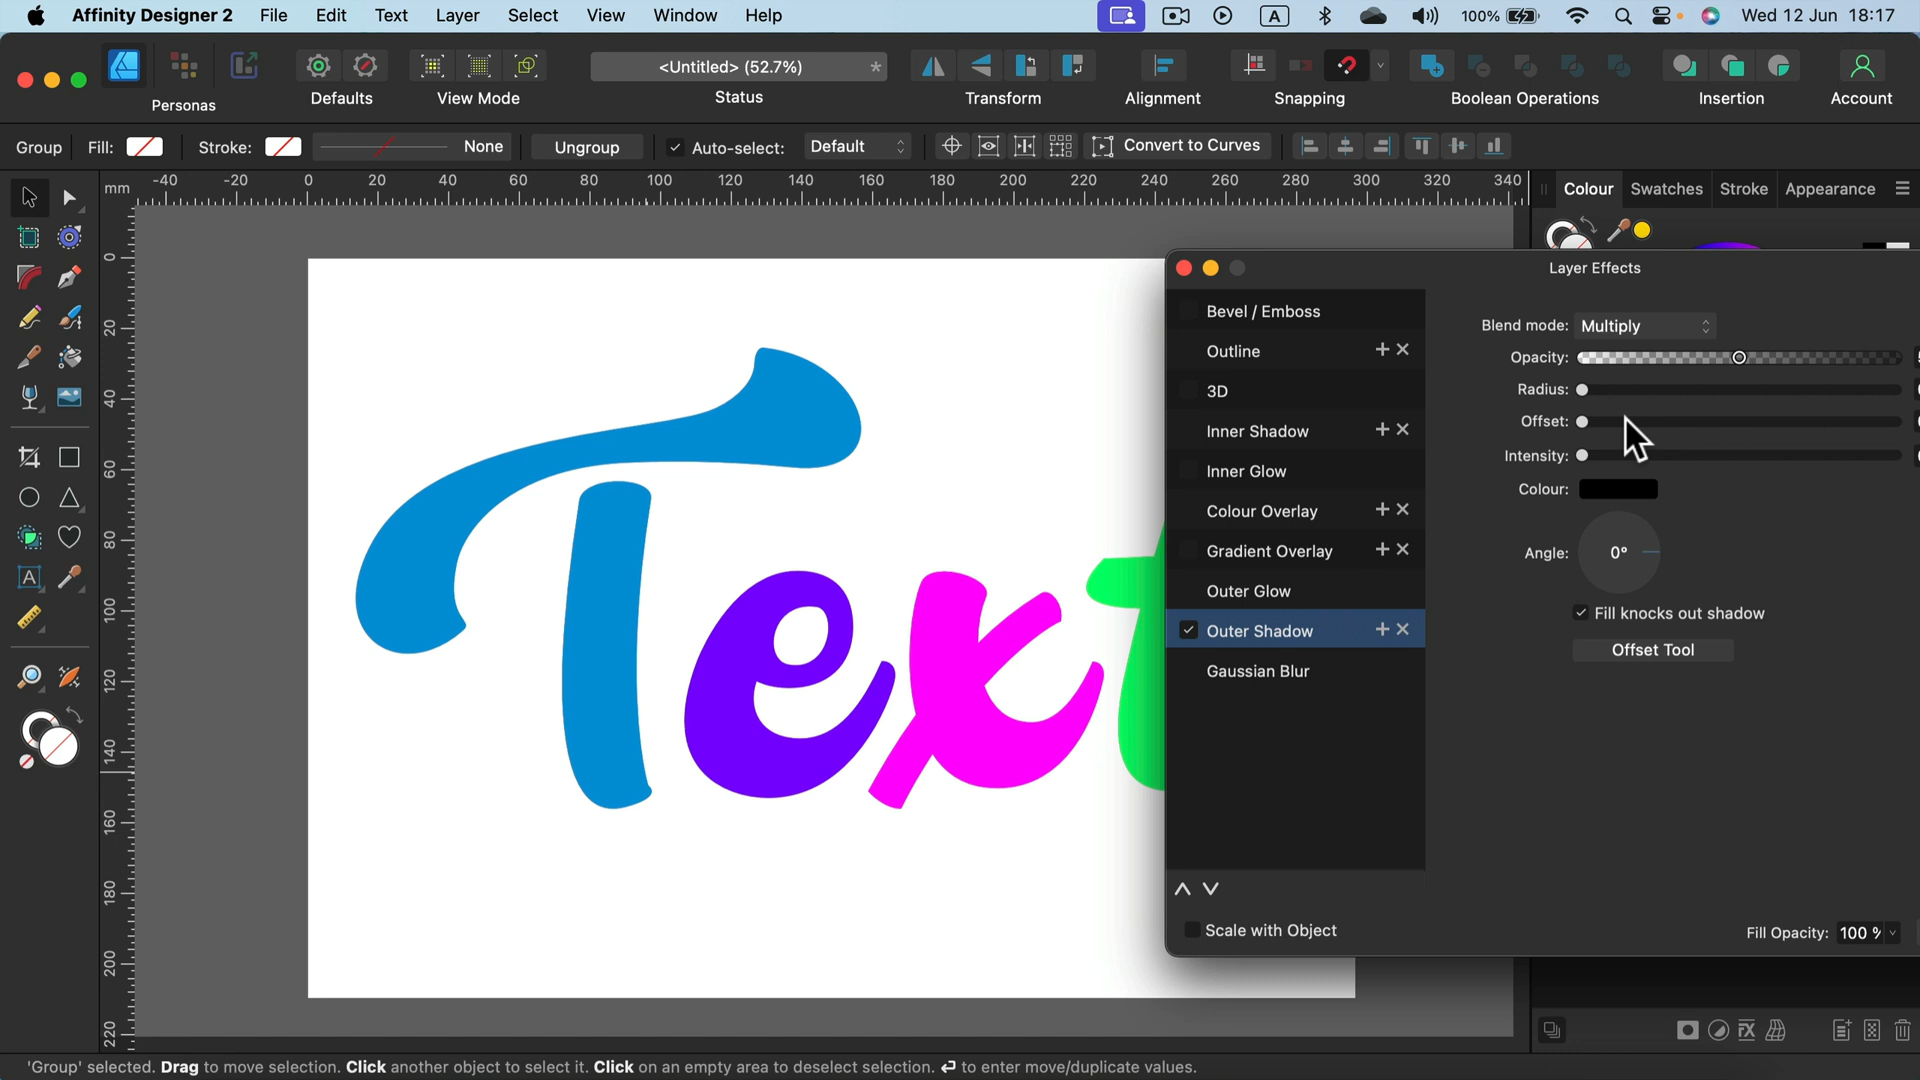 Affinity Designer 2 File Edit Text Layer Select View Window Help A 100% Wed 12 Jun 18:17
<Untitled> (52.7%) *
Personas Defaults View Mode Status Transform Alignment Snapping Boolean Operations Insertion Account
Group Fill: Stroke: None Ungroup Auto-select: Default Convert to Curves
mm -40 -20 0 20 40 60 80 100 120 140 160 180 200 220 240 260 280 300 320 340
Colour Swatches Stroke Appearance
0
20
40
60
80
100
120
140
160
180
200
220
Text
Layer Effects
Bevel / Emboss
Outline
3D
Inner Shadow
Inner Glow
Colour Overlay
Gradient Overlay
Outer Glow
Outer Shadow
Gaussian Blur
Blend mode: Multiply
Opacity:
Radius:
Offset:
Intensity:
Colour:
Angle: 0°
Fill knocks out shadow
Offset Tool
Scale with Object
Fill Opacity: 100 %
'Group' selected. Drag to move selection. Click another object to select it. Click on an empty area to deselect selection. ⏎ to enter move/duplicate values.